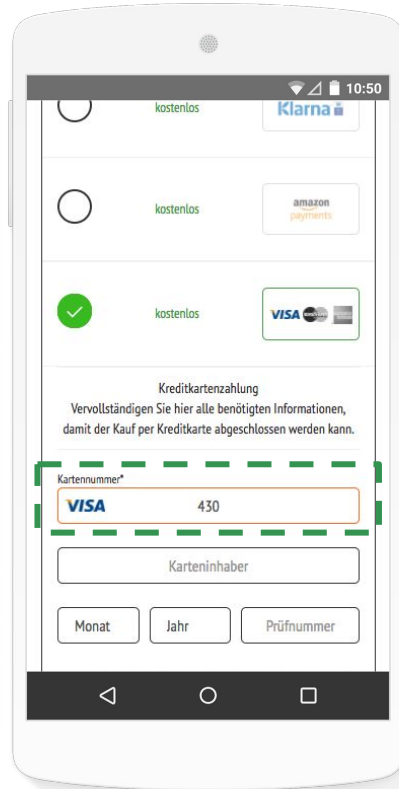 10:50
kostenlos
Klarna
kostenlos
amazon
payments
kostenlos
VISA
Kreditkartenzahlung
Vervollständigen Sie hier alle benötigten Informationen,
damit der Kauf per Kreditkarte abgeschlossen werden kann.
Kartennummer*
VISA 430
Karteninhaber
Monat Jahr Prüfnummer